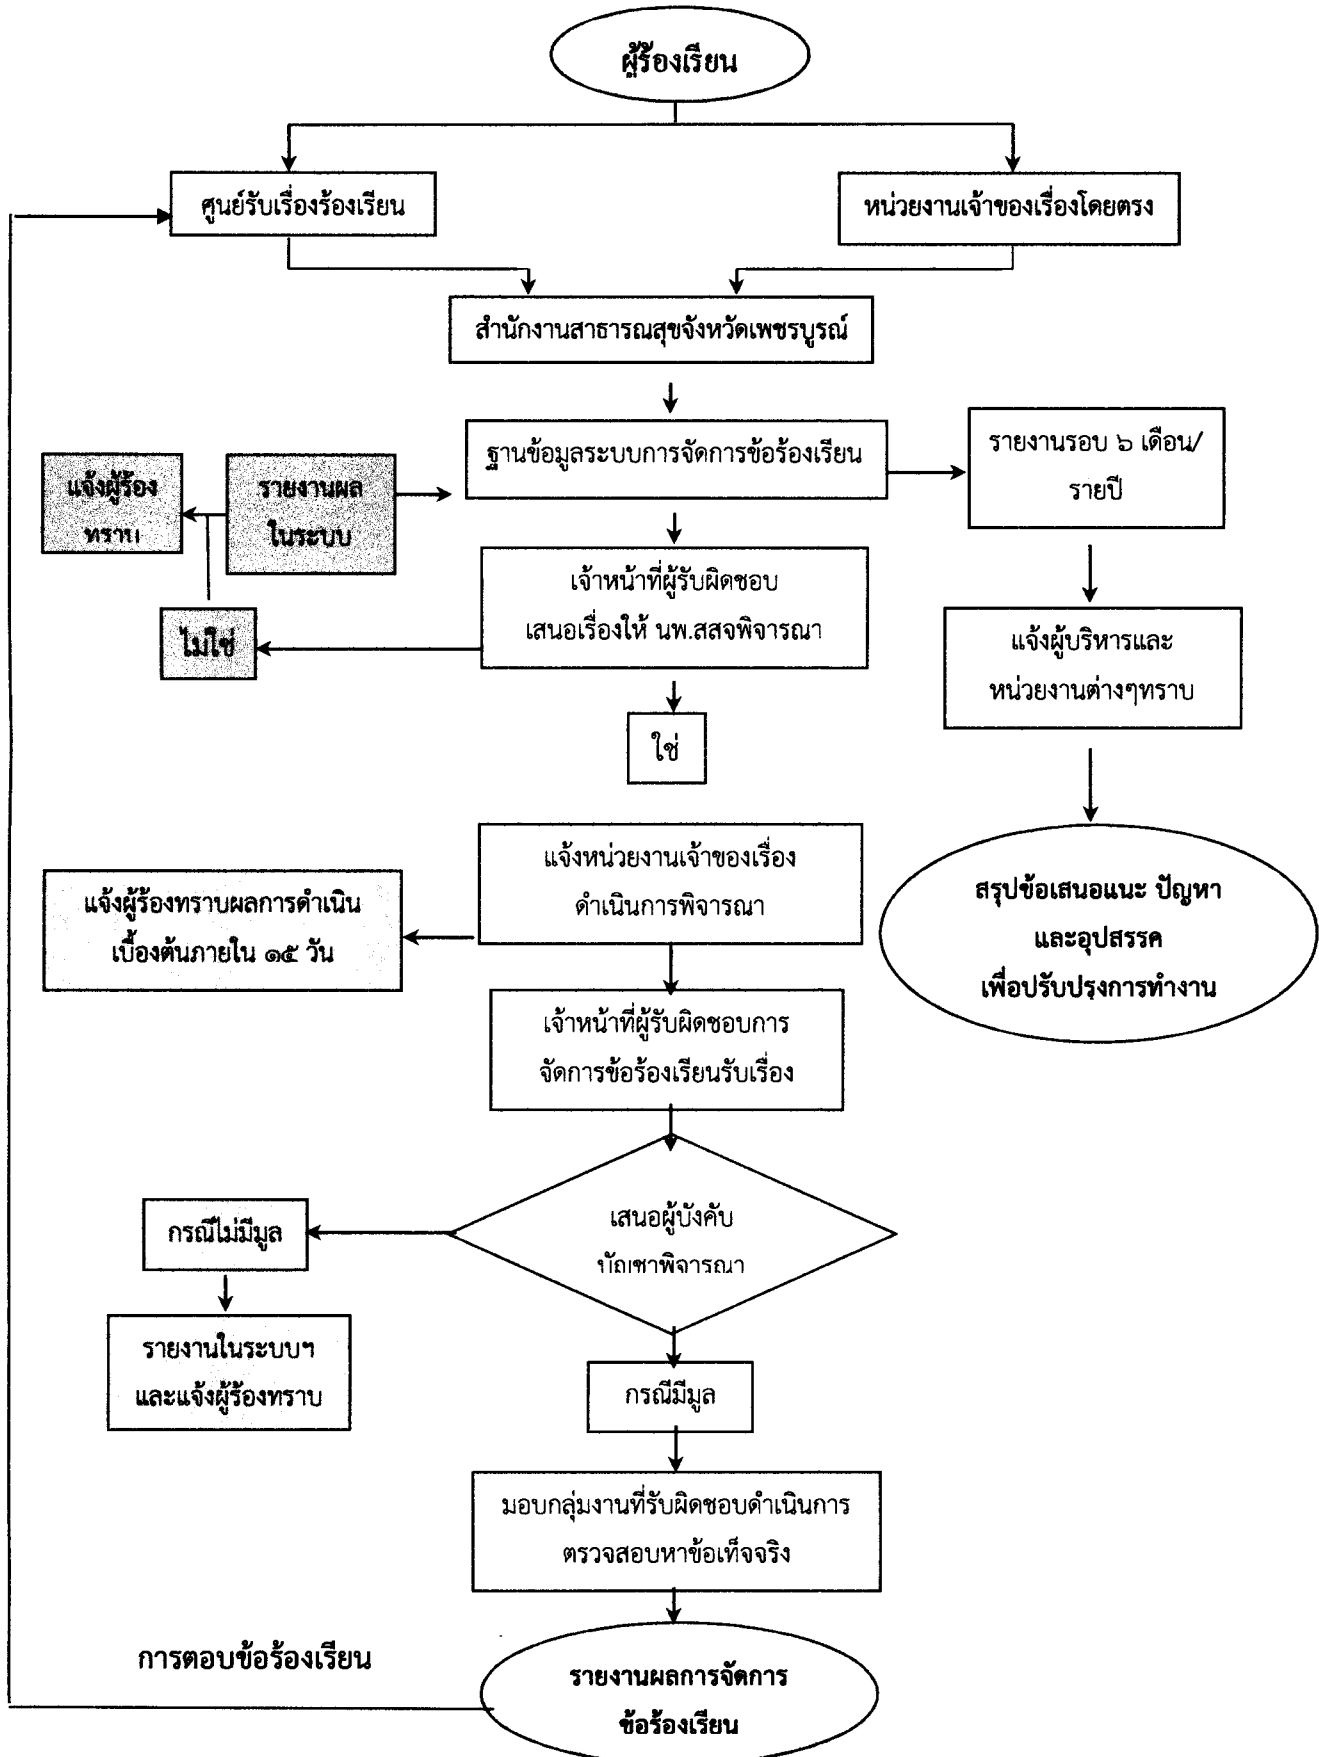 ผู้ร้องเรียน
ศูนย์รับเรื่องร้องเรียน
หน่วยงานเจ้าของเรื่องโดยตรง
สำนักงานสาธารณสุขจังหวัดเพชรบูรณ์
ฐานข้อมูลระบบการจัดการข้อร้องเรียน
รายงานรอบ ๖ เดือน/
รายปี
แจ้งผู้ร้อง
ทราบ
รายงานผล
ในระบบ
เจ้าหน้าที่ผู้รับผิดชอบ
เสนอเรื่องให้ นพ.สสจพิจารณา
ไม่ใช่
แจ้งผู้บริหารและ
หน่วยงานต่างๆทราบ
ใช่
แจ้งหน่วยงานเจ้าของเรื่อง
ดำเนินการพิจารณา
แจ้งผู้ร้องทราบผลการดำเนิน
เบื้องต้นภายใน ๑๕ วัน
สรุปข้อเสนอแนะ ปัญหา
และอุปสรรค
เพื่อปรับปรุงการทำงาน
เจ้าหน้าที่ผู้รับผิดชอบการ
จัดการข้อร้องเรียนรับเรื่อง
เสนอผู้บังคับ
บัญชาพิจารณา
กรณีไม่มีมูล
รายงานในระบบฯ
และแจ้งผู้ร้องทราบ
กรณีมีมูล
มอบกลุ่มงานที่รับผิดชอบดำเนินการ
ตรวจสอบหาข้อเท็จจริง
การตอบข้อร้องเรียน
รายงานผลการจัดการ
ข้อร้องเรียน